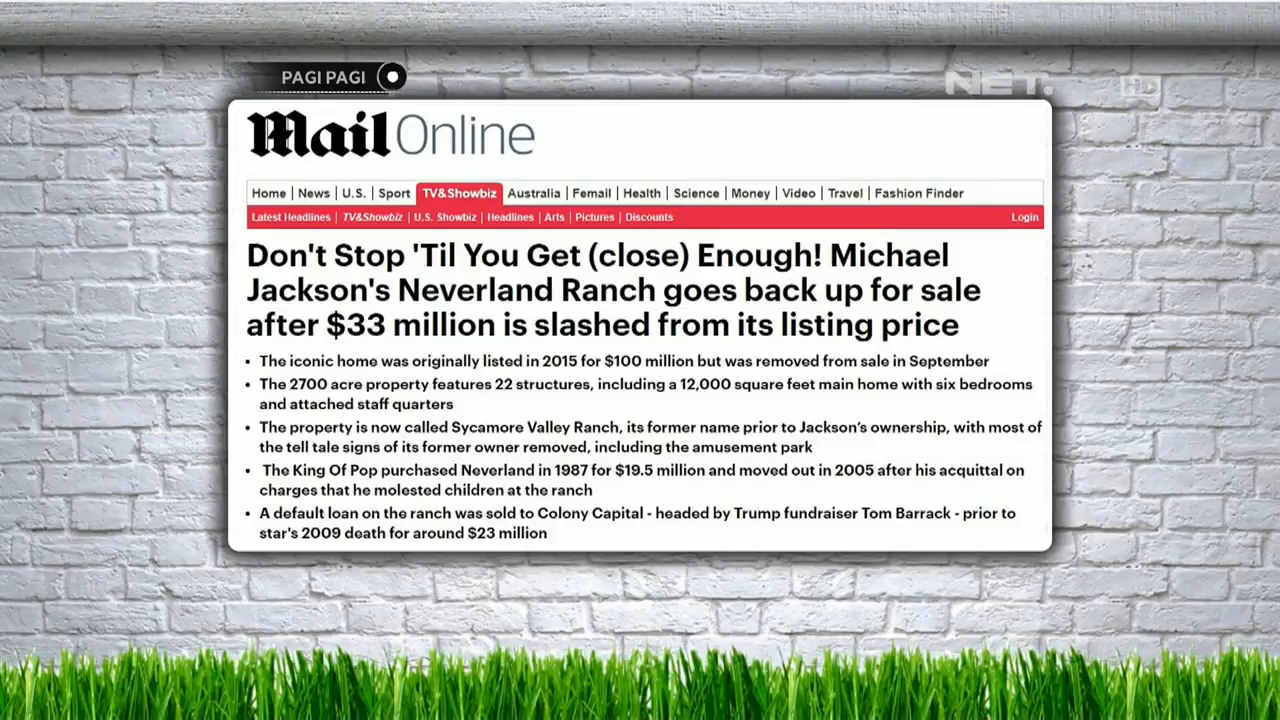 PAGI PAGI
NET. HD
Mail Online
Home | News | U.S. | Sport | TV&Showbiz | Australia | Femail | Health | Science | Money | Video | Travel | Fashion Finder
Latest Headlines | TV&Showbiz | U.S. Showbiz | Headlines | Arts | Pictures | Discounts Login
Don't Stop 'Til You Get (close) Enough! Michael
Jackson's Neverland Ranch goes back up for sale
after $33 million is slashed from its listing price
• The iconic home was originally listed in 2015 for $100 million but was removed from sale in September
• The 2700 acre property features 22 structures, including a 12,000 square feet main home with six bedrooms
and attached staff quarters
• The property is now called Sycamore Valley Ranch, its former name prior to Jackson's ownership, with most of
the tell tale signs of its former owner removed, including the amusement park
• The King Of Pop purchased Neverland in 1987 for $19.5 million and moved out in 2005 after his acquittal on
charges that he molested children at the ranch
• A default loan on the ranch was sold to Colony Capital - headed by Trump fundraiser Tom Barrack - prior to
star's 2009 death for around $23 million